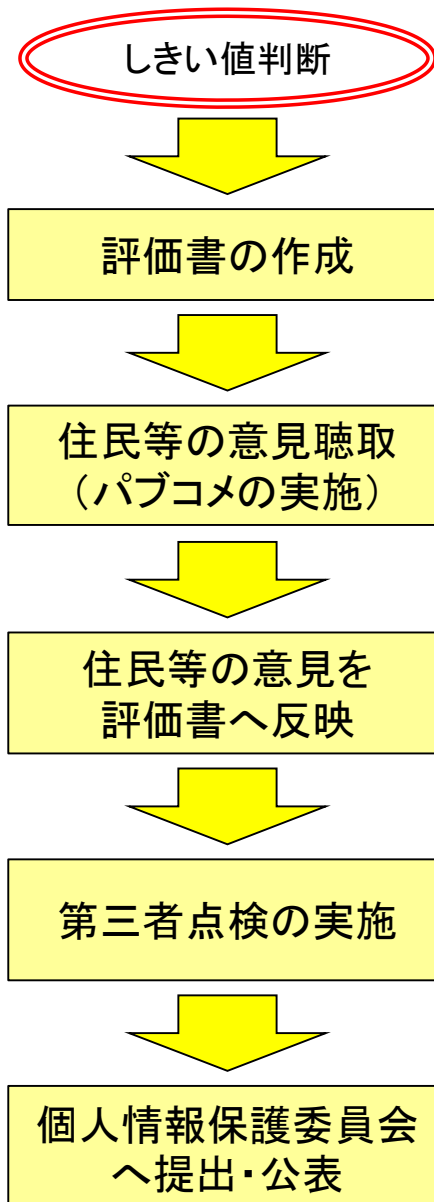 しきい値判断
評価書の作成
住民等の意見聴取
（パブコメの実施）
住民等の意見を
評価書へ反映
第三者点検の実施
個人情報保護委員会
へ提出・公表